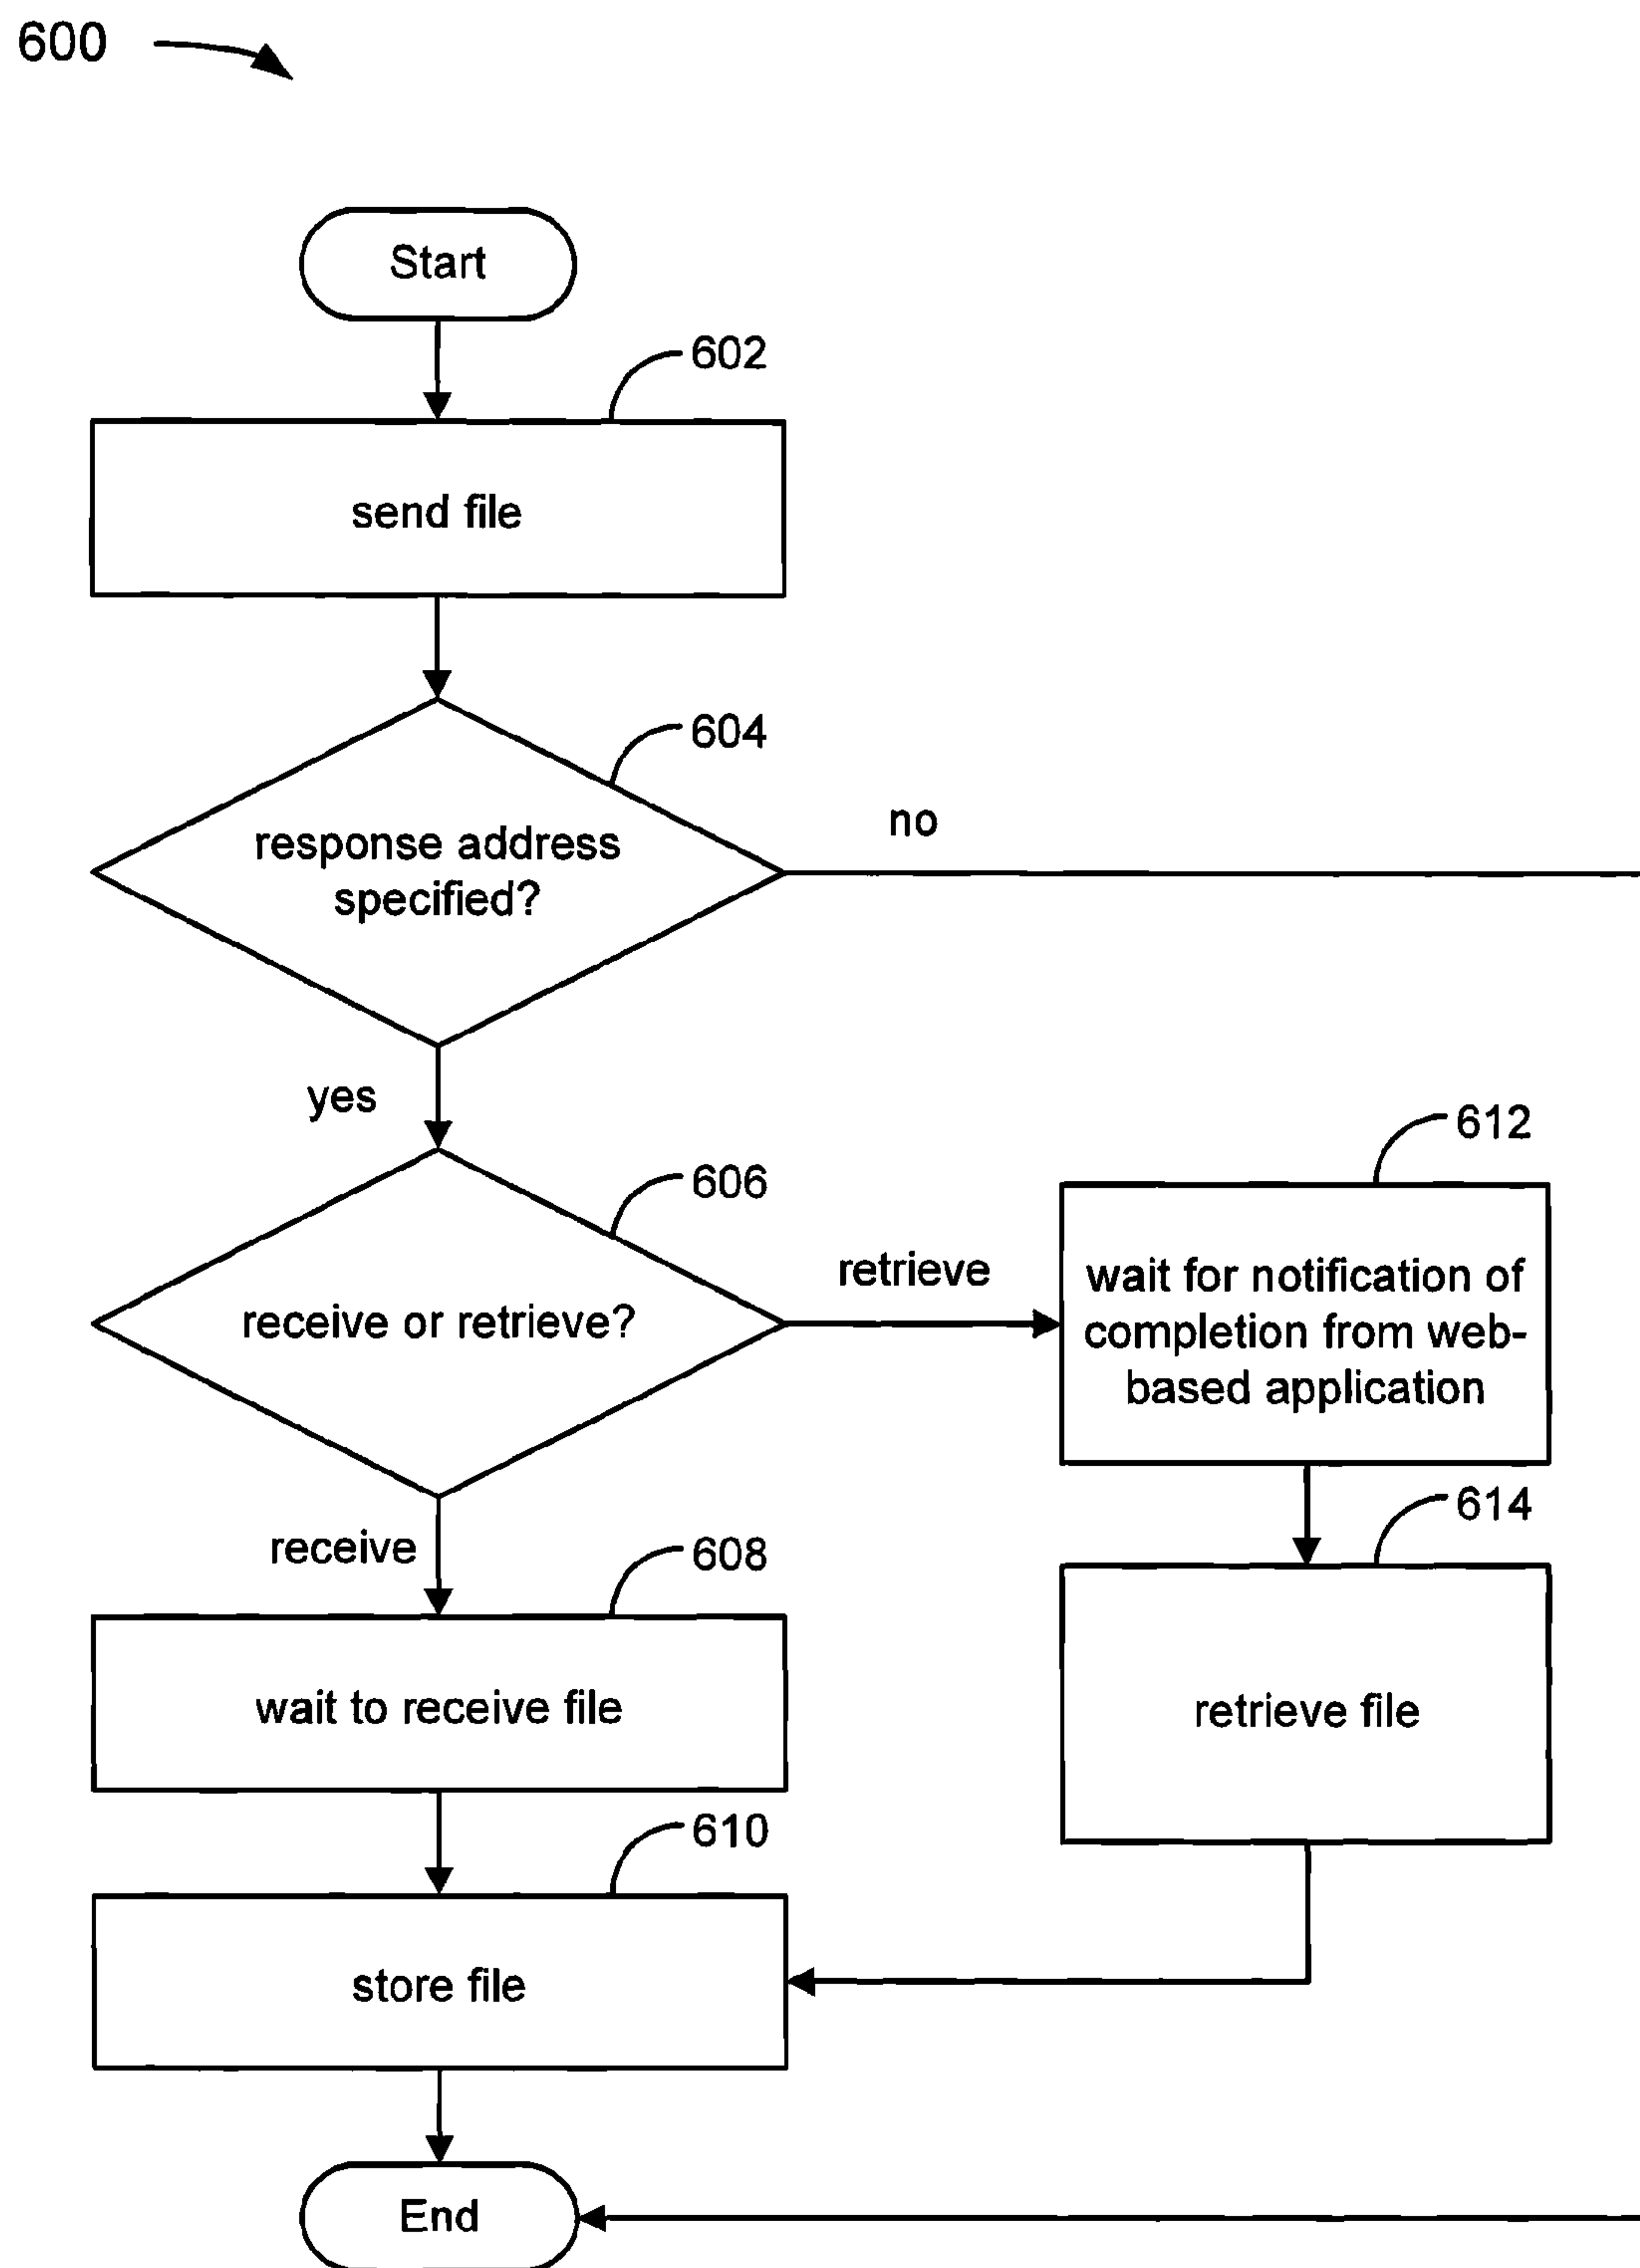 600
Start
602
send file
604
response address
specified?
no
yes
606
receive or retrieve?
retrieve
612
wait for notification of
completion from web-
based application
receive
608
wait to receive file
614
retrieve file
610
store file
End